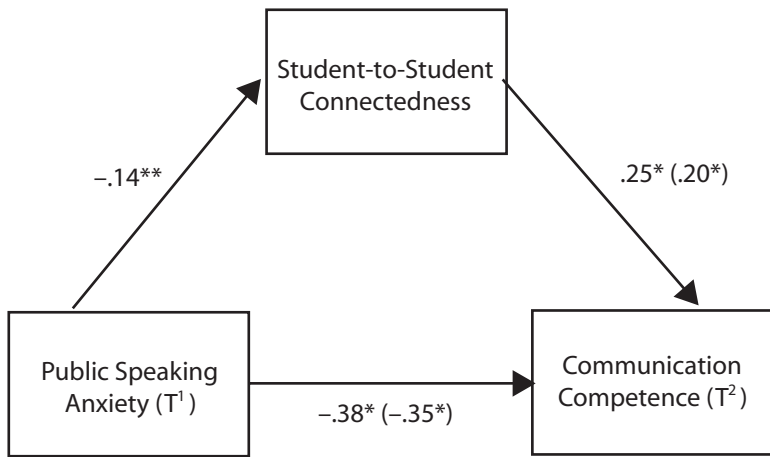 Student-to-Student
Connectedness
–.14**
.25* (.20*)
Public Speaking
Anxiety (T¹)
–.38* (–.35*)
Communication
Competence (T²)